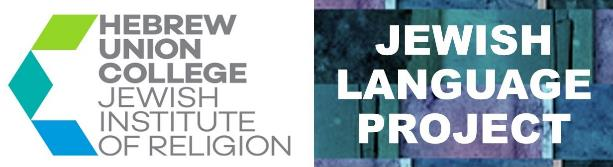 HEBREW
UNION
COLLEGE
JEWISH
INSTITUTE
OF RELIGION
JEWISH
LANGUAGE
PROJECT